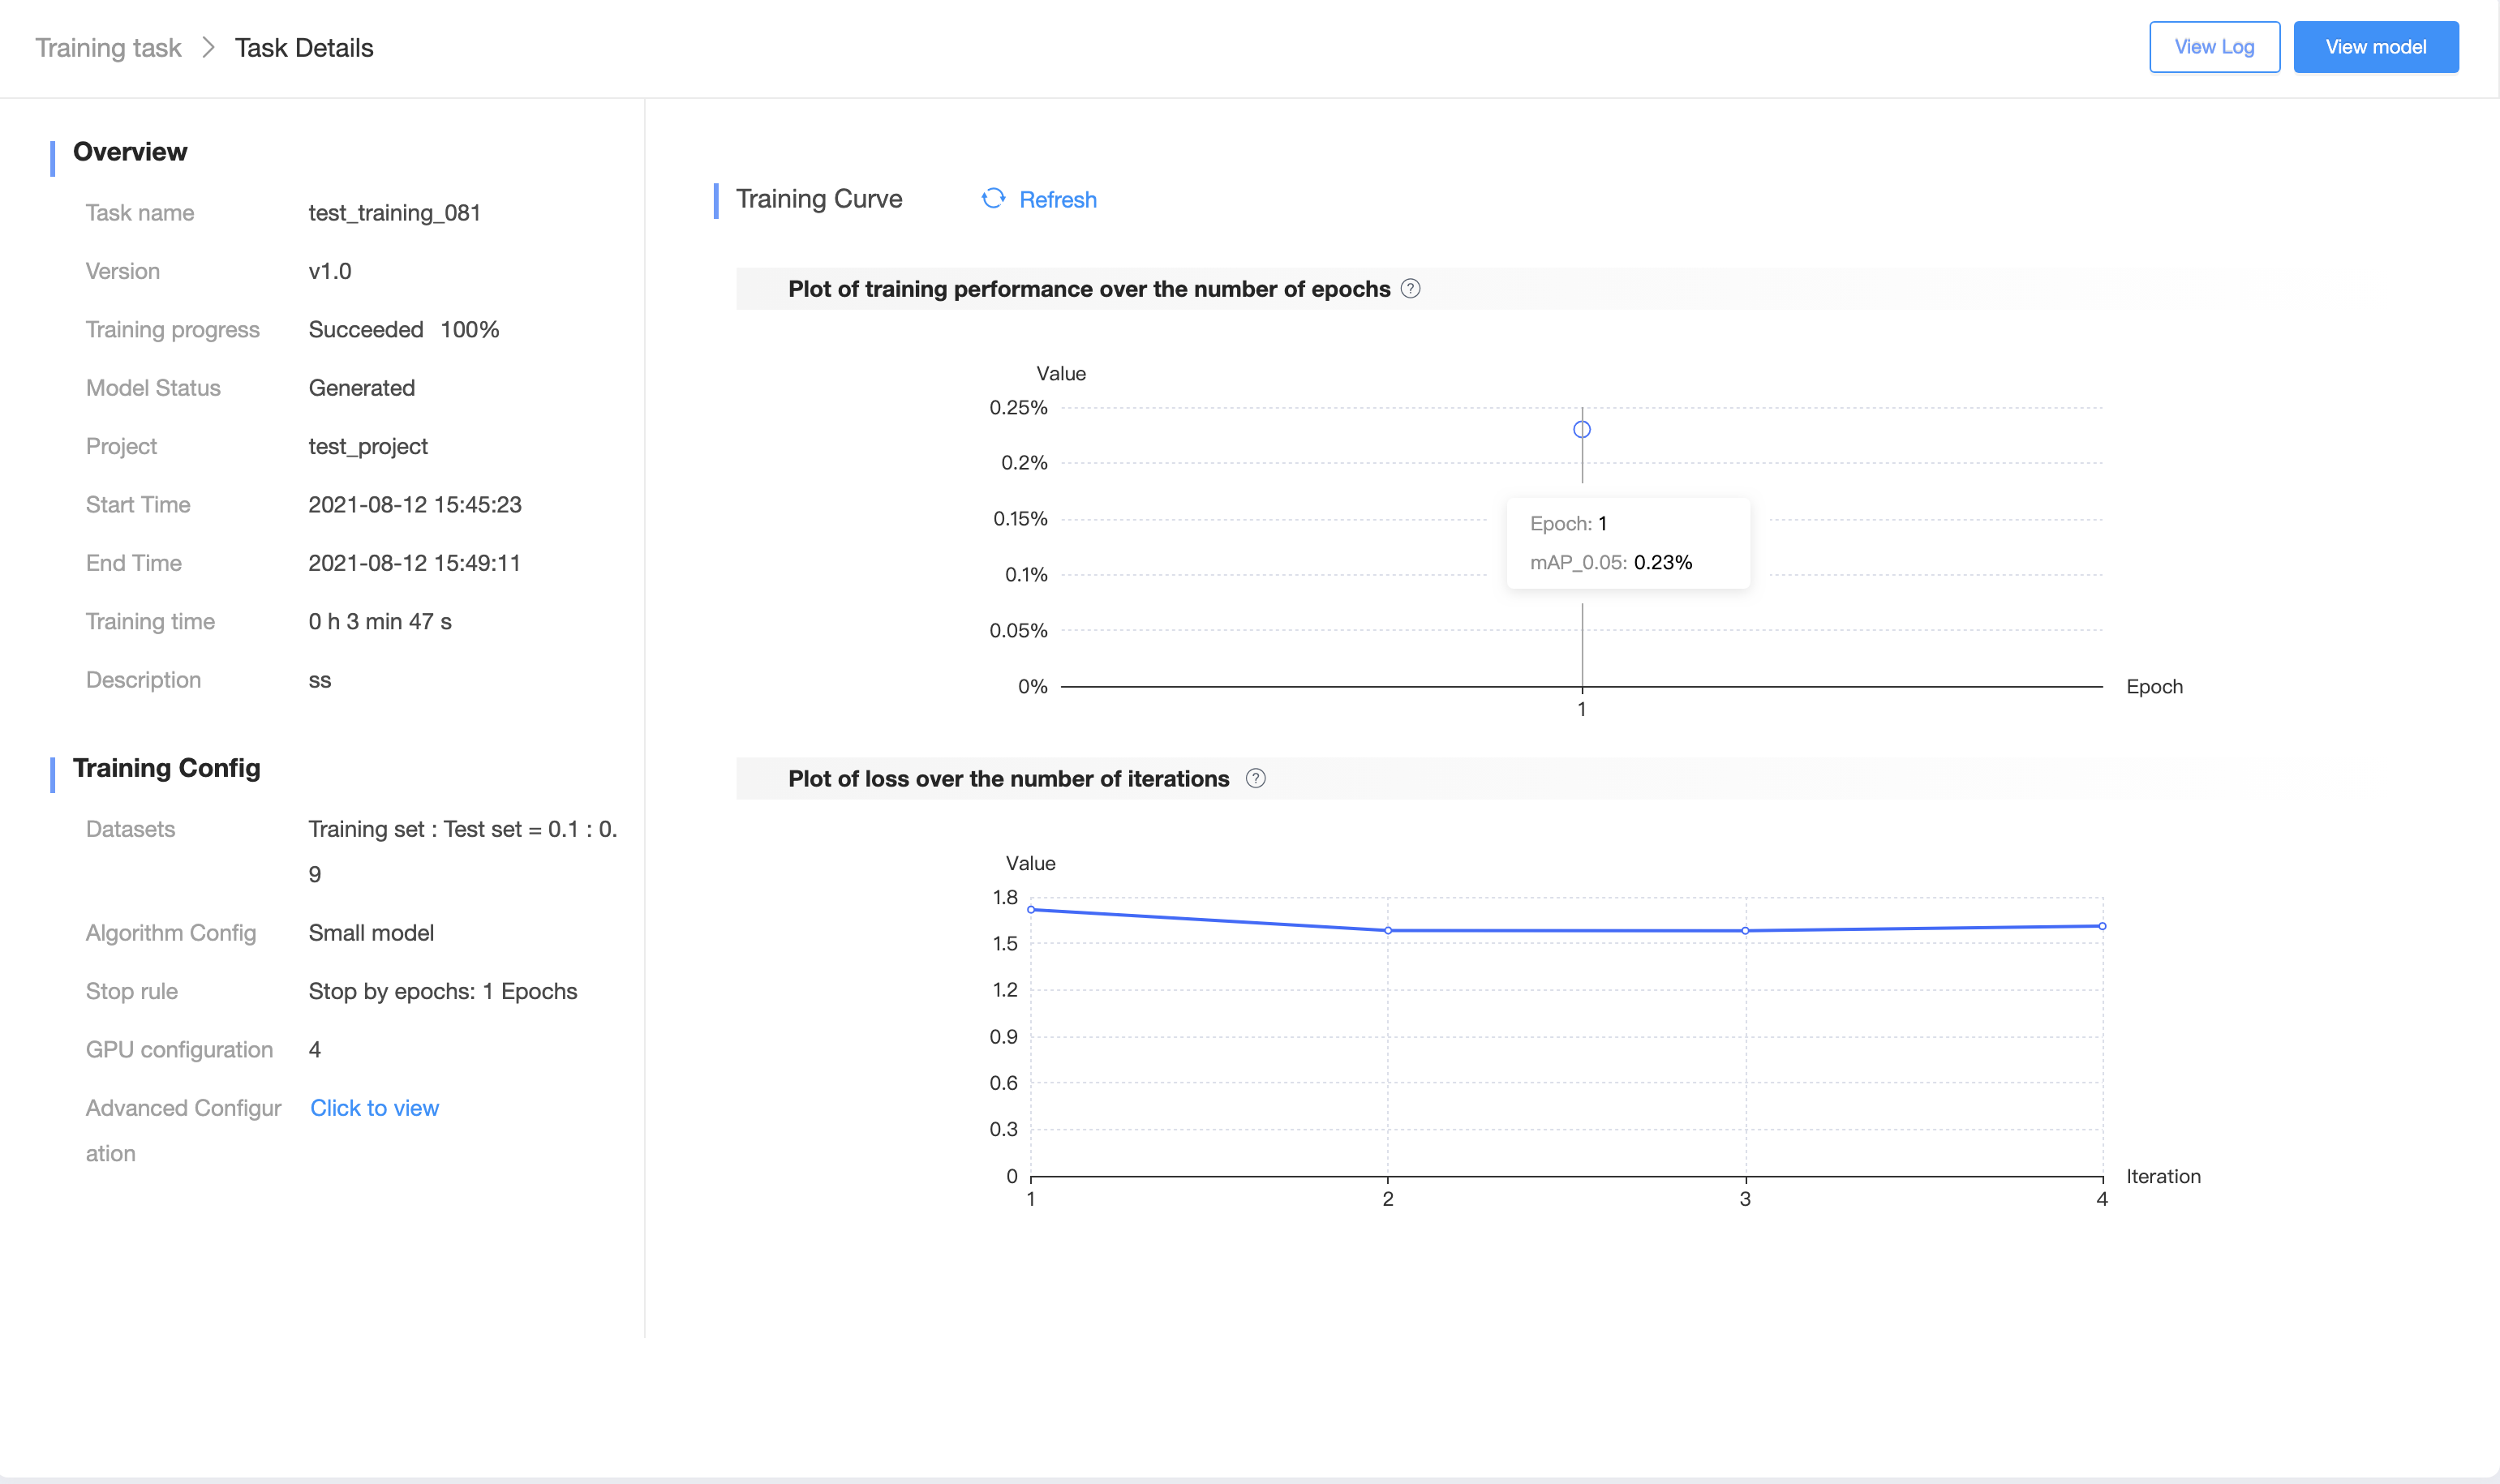 Training task > Task Details
View Log
View model
Overview
Task name test_training_081
Version v1.0
Training progress Succeeded 100%
Model Status Generated
Project test_project
Start Time 2021-08-12 15:45:23
End Time 2021-08-12 15:49:11
Training time 0 h 3 min 47 s
Description ss
Training Config
Datasets Training set : Test set = 0.1 : 0.
9
Algorithm Config Small model
Stop rule Stop by epochs: 1 Epochs
GPU configuration 4
Advanced Configur Click to view
ation
Training Curve Refresh
Plot of training performance over the number of epochs ?
Value
0.25%
0.2%
0.15%
0.1%
0.05%
0%
Epoch: 1
mAP_0.05: 0.23%
Epoch
1
Plot of loss over the number of iterations ?
Value
1.8
1.5
1.2
0.9
0.6
0.3
0
Iteration
1 2 3 4